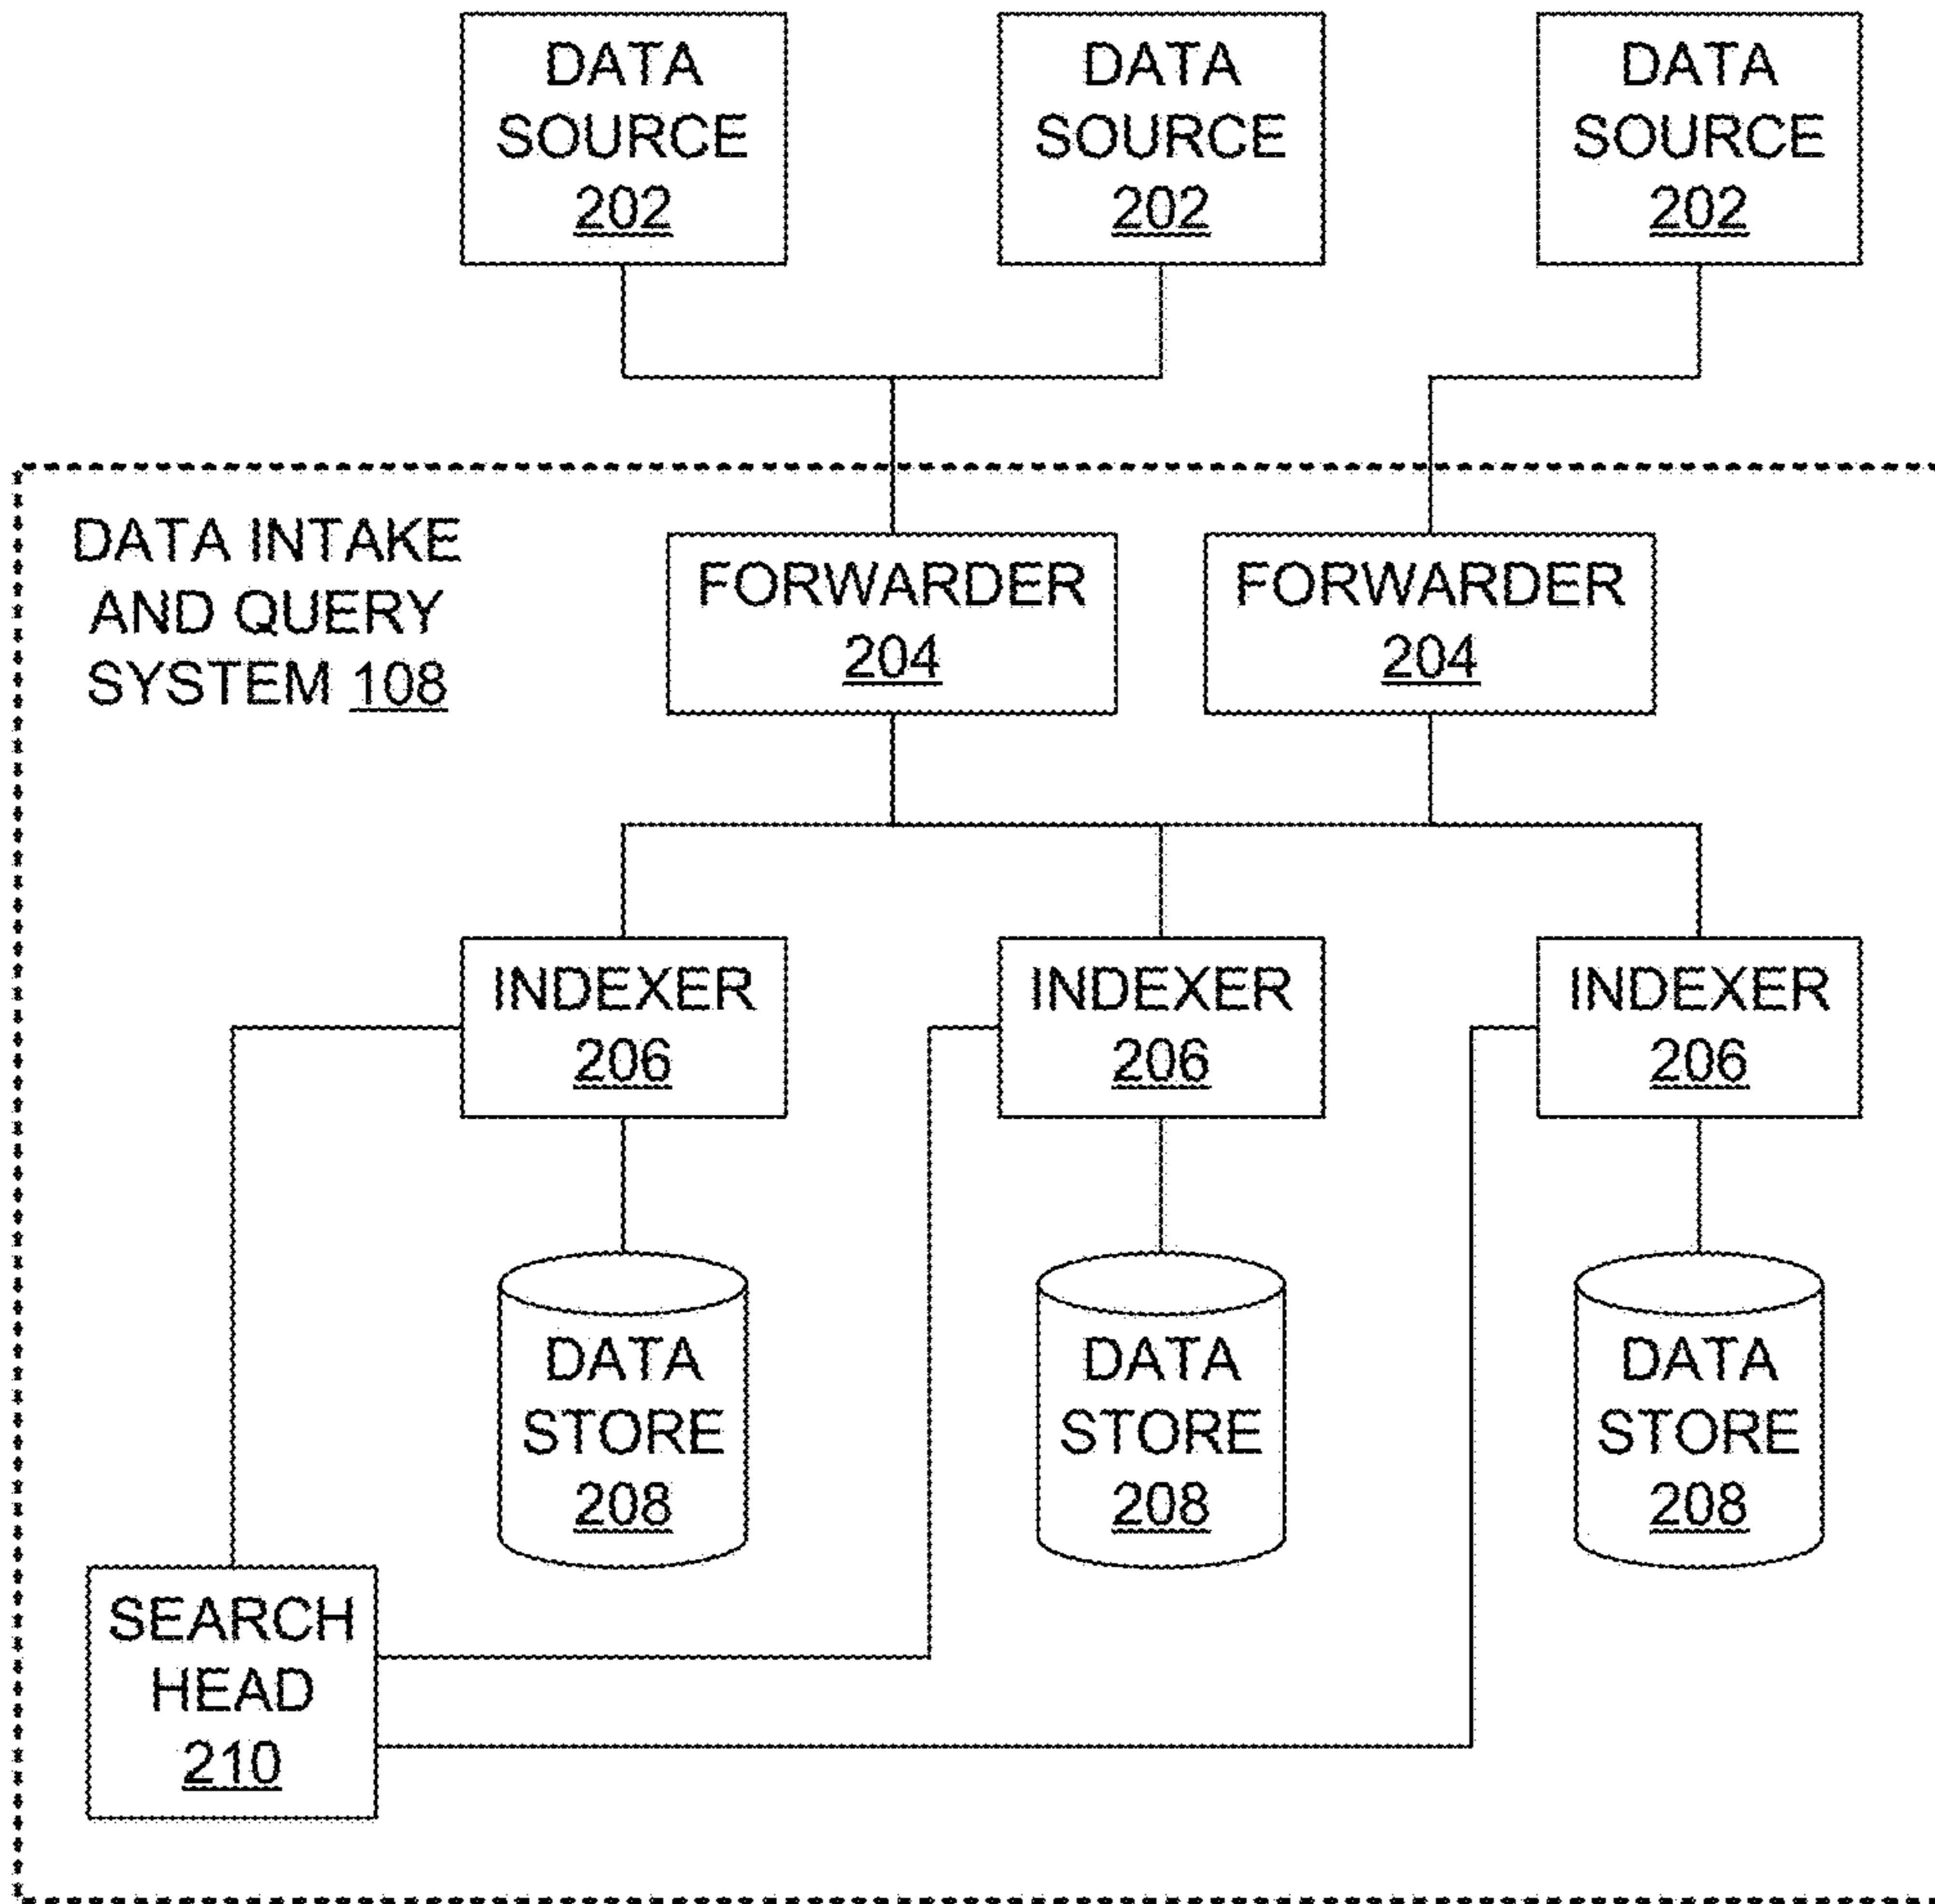 DATA
SOURCE
202
DATA
SOURCE
202
DATA
SOURCE
202
DATA INTAKE
AND QUERY
SYSTEM 108
FORWARDER
204
FORWARDER
204
INDEXER
206
INDEXER
206
INDEXER
206
DATA
STORE
208
DATA
STORE
208
DATA
STORE
208
SEARCH
HEAD
210